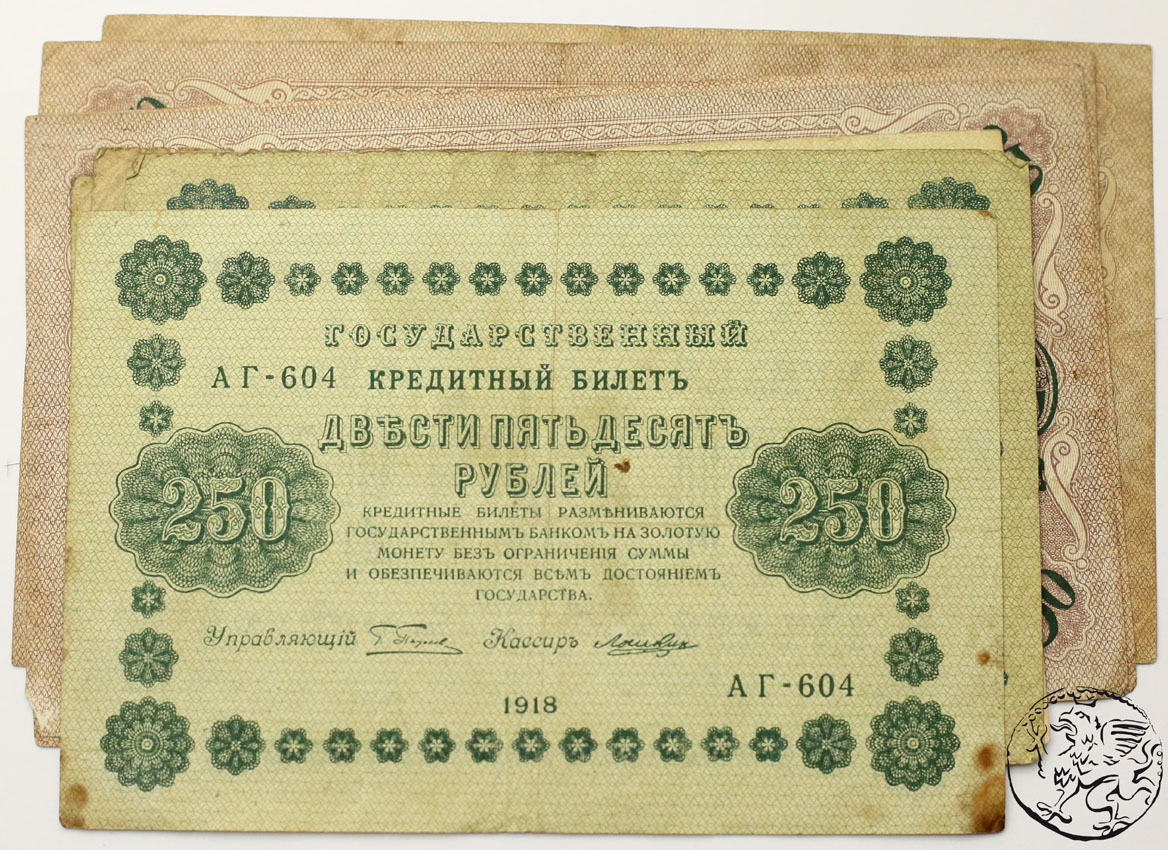 ГОСУДАРСТВЕННЫЙ
АГ-604 КРЕДИТНЫЙ БИЛЕТЪ
ДВѢСТИ ПЯТЬДЕСЯТЪ
РУБЛЕЙ
250 250
КРЕДИТНЫЕ БИЛЕТЫ РАЗМѢНИВАЮТСЯ
ГОСУДАРСТВЕННЫМЪ БАНКОМЪ НА ЗОЛОТУЮ
МОНЕТУ БЕЗЪ ОГРАНИЧЕНІЯ СУММЫ
И ОБЕЗПЕЧИВАЮТСЯ ВСѢМЪ ДОСТОЯНІЕМЪ
ГОСУДАРСТВА.
Управляющій Кассиръ
АГ-604
1918